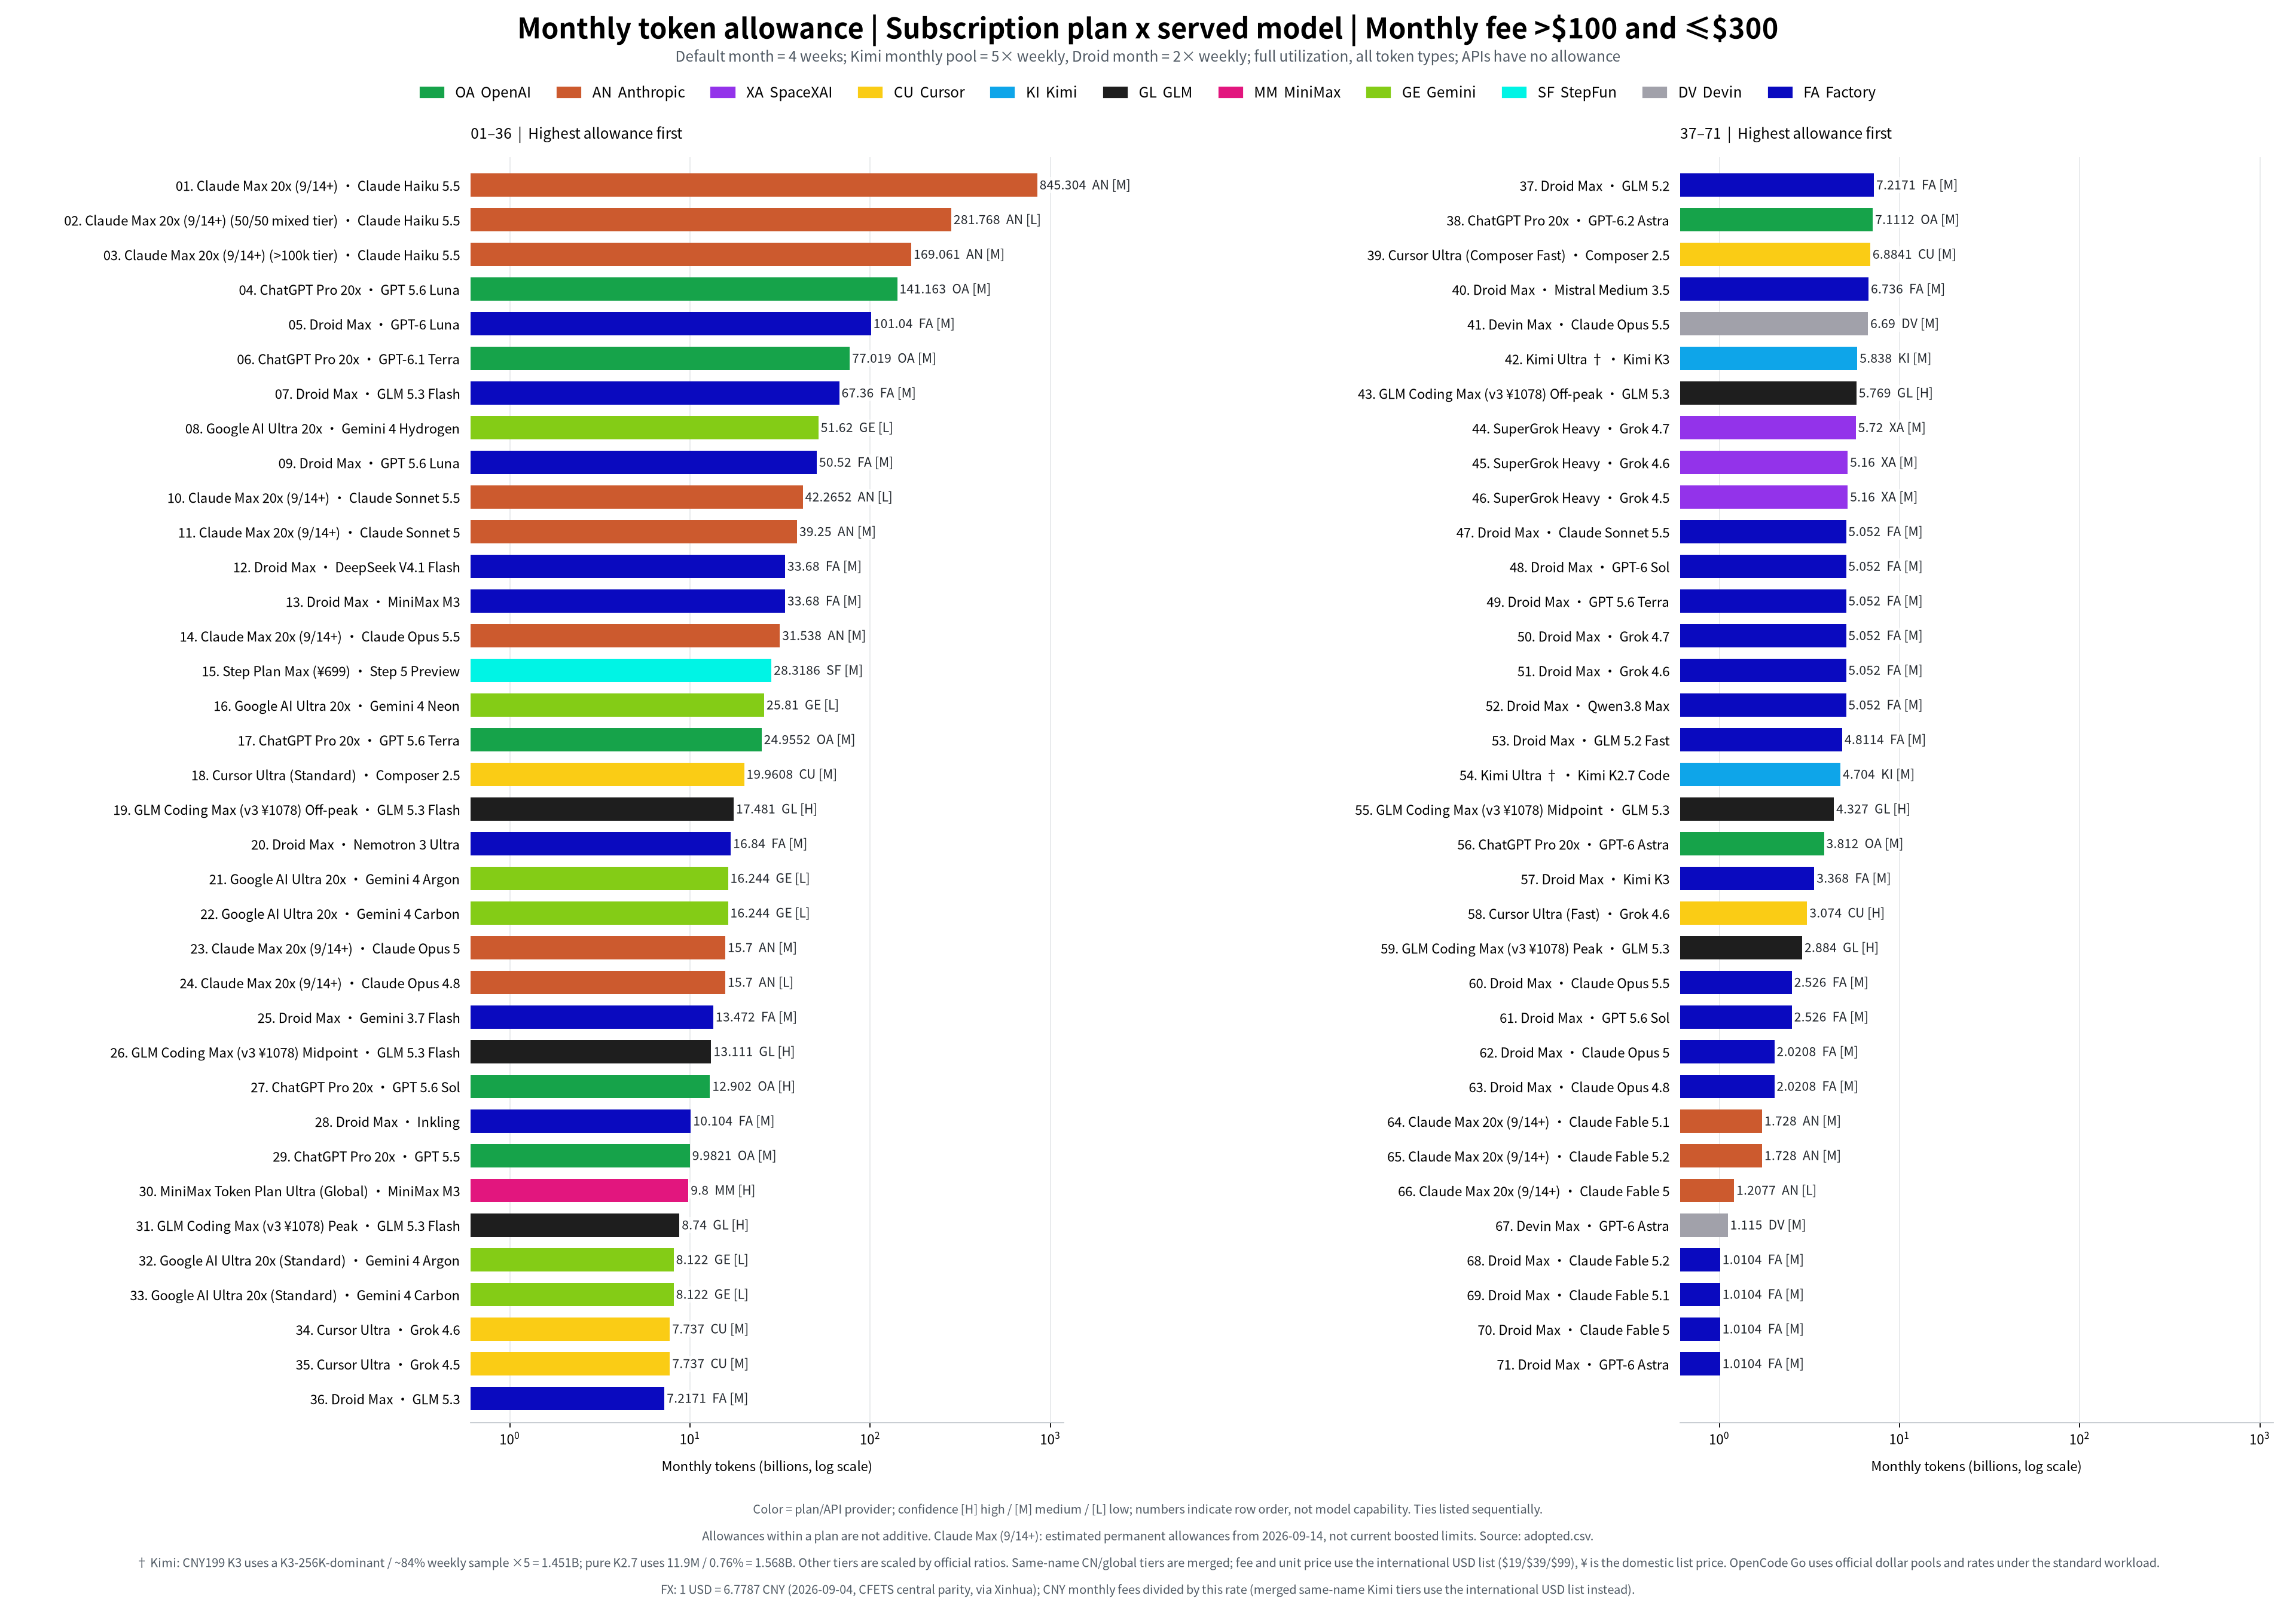 Monthly token allowance | Subscription plan x served model | Monthly fee >$100 and ≤$300
Default month = 4 weeks; Kimi monthly pool = 5× weekly, Droid month = 2× weekly; full utilization, all token types; APIs have no allowance
OA OpenAI AN Anthropic XA SpaceXAI CU Cursor KI Kimi GL GLM MM MiniMax GE Gemini SF StepFun DV Devin FA Factory
01–36 | Highest allowance first
01. Claude Max 20x (9/14+) • Claude Haiku 5.5 845.304 AN [M]
02. Claude Max 20x (9/14+) (50/50 mixed tier) • Claude Haiku 5.5 281.768 AN [L]
03. Claude Max 20x (9/14+) (>100k tier) • Claude Haiku 5.5 169.061 AN [M]
04. ChatGPT Pro 20x • GPT 5.6 Luna 141.163 OA [M]
05. Droid Max • GPT-6 Luna 101.04 FA [M]
06. ChatGPT Pro 20x • GPT-6.1 Terra 77.019 OA [M]
07. Droid Max • GLM 5.3 Flash 67.36 FA [M]
08. Google AI Ultra 20x • Gemini 4 Hydrogen 51.62 GE [L]
09. Droid Max • GPT 5.6 Luna 50.52 FA [M]
10. Claude Max 20x (9/14+) • Claude Sonnet 5.5 42.2652 AN [L]
11. Claude Max 20x (9/14+) • Claude Sonnet 5 39.25 AN [M]
12. Droid Max • DeepSeek V4.1 Flash 33.68 FA [M]
13. Droid Max • MiniMax M3 33.68 FA [M]
14. Claude Max 20x (9/14+) • Claude Opus 5.5 31.538 AN [M]
15. Step Plan Max (¥699) • Step 5 Preview 28.3186 SF [M]
16. Google AI Ultra 20x • Gemini 4 Neon 25.81 GE [L]
17. ChatGPT Pro 20x • GPT 5.6 Terra 24.9552 OA [M]
18. Cursor Ultra (Standard) • Composer 2.5 19.9608 CU [M]
19. GLM Coding Max (v3 ¥1078) Off-peak • GLM 5.3 Flash 17.481 GL [H]
20. Droid Max • Nemotron 3 Ultra 16.84 FA [M]
21. Google AI Ultra 20x • Gemini 4 Argon 16.244 GE [L]
22. Google AI Ultra 20x • Gemini 4 Carbon 16.244 GE [L]
23. Claude Max 20x (9/14+) • Claude Opus 5 15.7 AN [M]
24. Claude Max 20x (9/14+) • Claude Opus 4.8 15.7 AN [L]
25. Droid Max • Gemini 3.7 Flash 13.472 FA [M]
26. GLM Coding Max (v3 ¥1078) Midpoint • GLM 5.3 Flash 13.111 GL [H]
27. ChatGPT Pro 20x • GPT 5.6 Sol 12.902 OA [H]
28. Droid Max • Inkling 10.104 FA [M]
29. ChatGPT Pro 20x • GPT 5.5 9.9821 OA [M]
30. MiniMax Token Plan Ultra (Global) • MiniMax M3 9.8 MM [H]
31. GLM Coding Max (v3 ¥1078) Peak • GLM 5.3 Flash 8.74 GL [H]
32. Google AI Ultra 20x (Standard) • Gemini 4 Argon 8.122 GE [L]
33. Google AI Ultra 20x (Standard) • Gemini 4 Carbon 8.122 GE [L]
34. Cursor Ultra • Grok 4.6 7.737 CU [M]
35. Cursor Ultra • Grok 4.5 7.737 CU [M]
36. Droid Max • GLM 5.3 7.2171 FA [M]
10⁰ 10¹ 10² 10³
Monthly tokens (billions, log scale)
37–71 | Highest allowance first
37. Droid Max • GLM 5.2 7.2171 FA [M]
38. ChatGPT Pro 20x • GPT-6.2 Astra 7.1112 OA [M]
39. Cursor Ultra (Composer Fast) • Composer 2.5 6.8841 CU [M]
40. Droid Max • Mistral Medium 3.5 6.736 FA [M]
41. Devin Max • Claude Opus 5.5 6.69 DV [M]
42. Kimi Ultra † • Kimi K3 5.838 KI [M]
43. GLM Coding Max (v3 ¥1078) Off-peak • GLM 5.3 5.769 GL [H]
44. SuperGrok Heavy • Grok 4.7 5.72 XA [M]
45. SuperGrok Heavy • Grok 4.6 5.16 XA [M]
46. SuperGrok Heavy • Grok 4.5 5.16 XA [M]
47. Droid Max • Claude Sonnet 5.5 5.052 FA [M]
48. Droid Max • GPT-6 Sol 5.052 FA [M]
49. Droid Max • GPT 5.6 Terra 5.052 FA [M]
50. Droid Max • Grok 4.7 5.052 FA [M]
51. Droid Max • Grok 4.6 5.052 FA [M]
52. Droid Max • Qwen3.8 Max 5.052 FA [M]
53. Droid Max • GLM 5.2 Fast 4.8114 FA [M]
54. Kimi Ultra † • Kimi K2.7 Code 4.704 KI [M]
55. GLM Coding Max (v3 ¥1078) Midpoint • GLM 5.3 4.327 GL [H]
56. ChatGPT Pro 20x • GPT-6 Astra 3.812 OA [M]
57. Droid Max • Kimi K3 3.368 FA [M]
58. Cursor Ultra (Fast) • Grok 4.6 3.074 CU [H]
59. GLM Coding Max (v3 ¥1078) Peak • GLM 5.3 2.884 GL [H]
60. Droid Max • Claude Opus 5.5 2.526 FA [M]
61. Droid Max • GPT 5.6 Sol 2.526 FA [M]
62. Droid Max • Claude Opus 5 2.0208 FA [M]
63. Droid Max • Claude Opus 4.8 2.0208 FA [M]
64. Claude Max 20x (9/14+) • Claude Fable 5.1 1.728 AN [M]
65. Claude Max 20x (9/14+) • Claude Fable 5.2 1.728 AN [M]
66. Claude Max 20x (9/14+) • Claude Fable 5 1.2077 AN [L]
67. Devin Max • GPT-6 Astra 1.115 DV [M]
68. Droid Max • Claude Fable 5.2 1.0104 FA [M]
69. Droid Max • Claude Fable 5.1 1.0104 FA [M]
70. Droid Max • Claude Fable 5 1.0104 FA [M]
71. Droid Max • GPT-6 Astra 1.0104 FA [M]
10⁰ 10¹ 10² 10³
Monthly tokens (billions, log scale)
Color = plan/API provider; confidence [H] high / [M] medium / [L] low; numbers indicate row order, not model capability. Ties listed sequentially.
Allowances within a plan are not additive. Claude Max (9/14+): estimated permanent allowances from 2026-09-14, not current boosted limits. Source: adopted.csv.
† Kimi: CNY199 K3 uses a K3-256K-dominant / ~84% weekly sample ×5 = 1.451B; pure K2.7 uses 11.9M / 0.76% = 1.568B. Other tiers are scaled by official ratios. Same-name CN/global tiers are merged; fee and unit price use the international USD list ($19/$39/$99), ¥ is the domestic list price. OpenCode Go uses official dollar pools and rates under the standard workload.
FX: 1 USD = 6.7787 CNY (2026-09-04, CFETS central parity, via Xinhua); CNY monthly fees divided by this rate (merged same-name Kimi tiers use the international USD list instead).